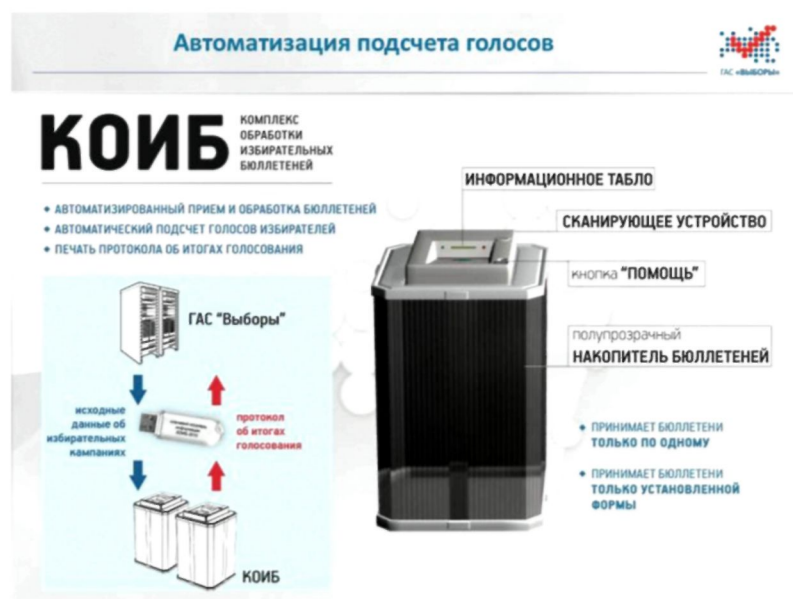 Автоматизация подсчета голосов
ГАС «ВЫБОРЫ»
КОИБ
КОМПЛЕКС
ОБРАБОТКИ
ИЗБИРАТЕЛЬНЫХ
БЮЛЛЕТЕНЕЙ
• АВТОМАТИЗИРОВАННЫЙ ПРИЕМ И ОБРАБОТКА БЮЛЛЕТЕНЕЙ
• АВТОМАТИЧЕСКИЙ ПОДСЧЕТ ГОЛОСОВ ИЗБИРАТЕЛЕЙ
• ПЕЧАТЬ ПРОТОКОЛА ОБ ИТОГАХ ГОЛОСОВАНИЯ
ГАС "Выборы"
исходные
данные об
избирательных
кампаниях
протокол
об итогах
голосования
КОИБ
ИНФОРМАЦИОННОЕ ТАБЛО
СКАНИРУЮЩЕЕ УСТРОЙСТВО
кнопка "ПОМОЩЬ"
полупрозрачный
НАКОПИТЕЛЬ БЮЛЛЕТЕНЕЙ
• ПРИНИМАЕТ БЮЛЛЕТЕНИ
ТОЛЬКО ПО ОДНОМУ
• ПРИНИМАЕТ БЮЛЛЕТЕНИ
ТОЛЬКО УСТАНОВЛЕННОЙ
ФОРМЫ